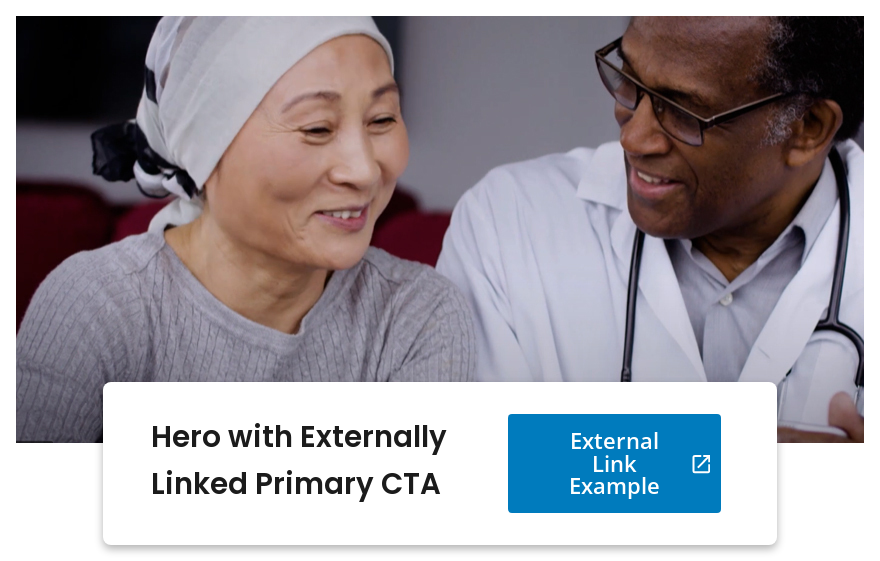 Hero with Externally
Linked Primary CTA
External
Link
Example